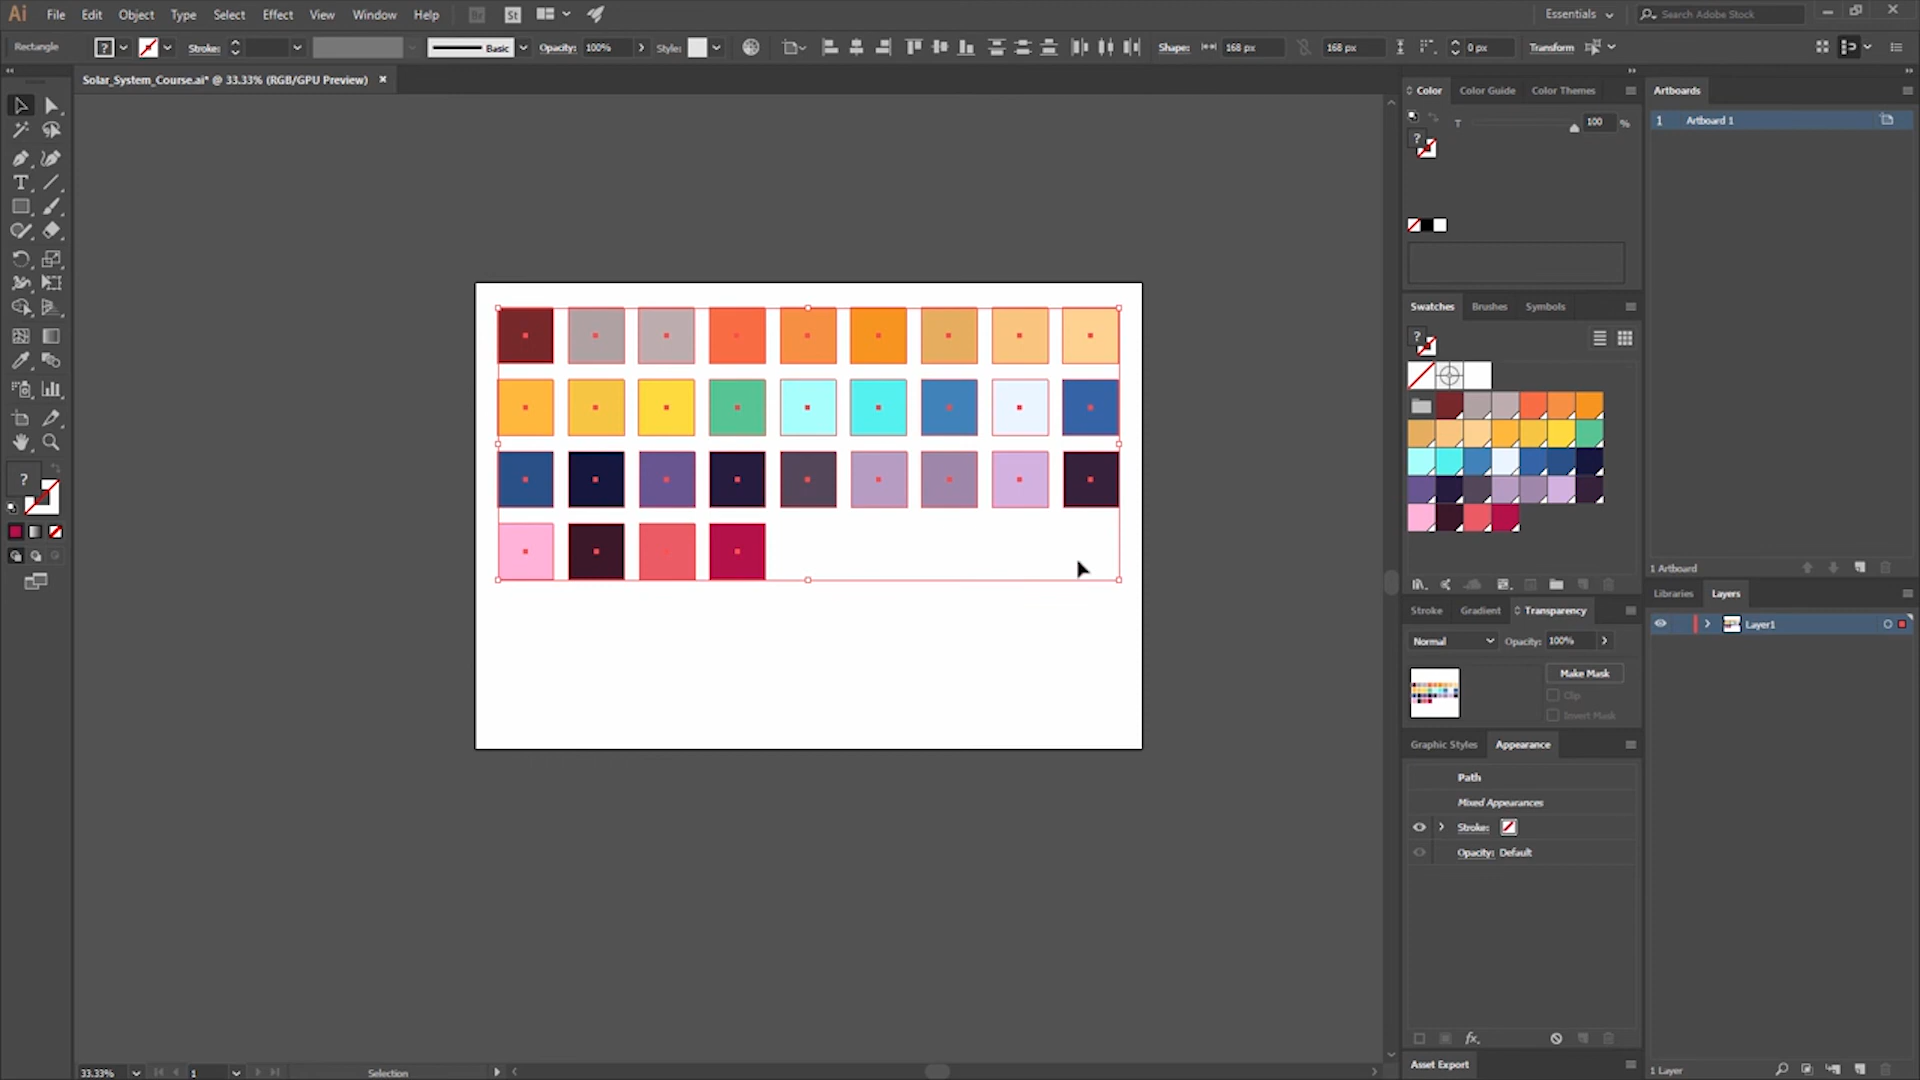 Ai File Edit Object Type Select Effect View Window Help Br St Essentials Search Adobe Stock
Rectangle ? Stroke: Basic Opacity: 100% Style: Shape: 168 px 168 px 0 px Transform
Solar_System_Course.ai* @ 33.33% (RGB/GPU Preview)
Color Color Guide Color Themes
T 100 %
?
Swatches Brushes Symbols
?
Stroke Gradient Transparency
Normal Opacity: 100%
Make Mask
Clip
Invert Mask
Graphic Styles Appearance
Path
Mixed Appearances
Stroke:
Opacity: Default
fx.
Asset Export
Artboards
1 Artboard 1
1 Artboard
Libraries Layers
Layer1
1 Layer
?
33.33% 1 Selection